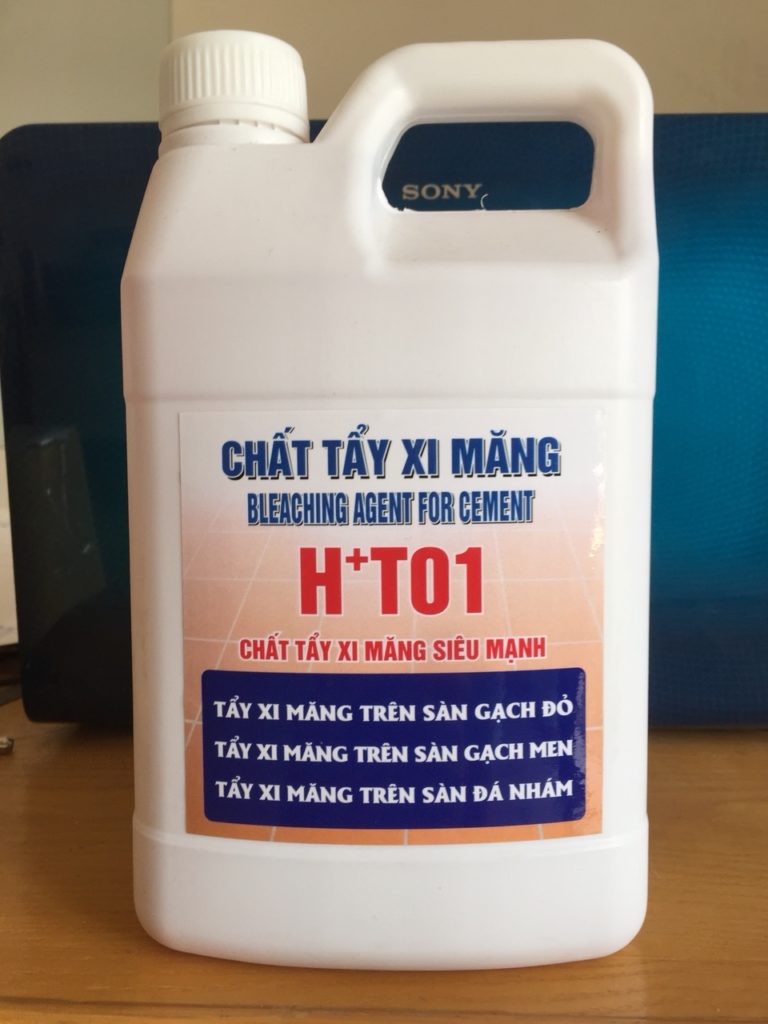 SONY
CHẤT TẨY XI MĂNG
BLEACHING AGENT FOR CEMENT
H⁺T01
CHẤT TẨY XI MĂNG SIÊU MẠNH
TẨY XI MĂNG TRÊN SÀN GẠCH ĐỎ
TẨY XI MĂNG TRÊN SÀN GẠCH MEN
TẨY XI MĂNG TRÊN SÀN ĐÁ NHÁM